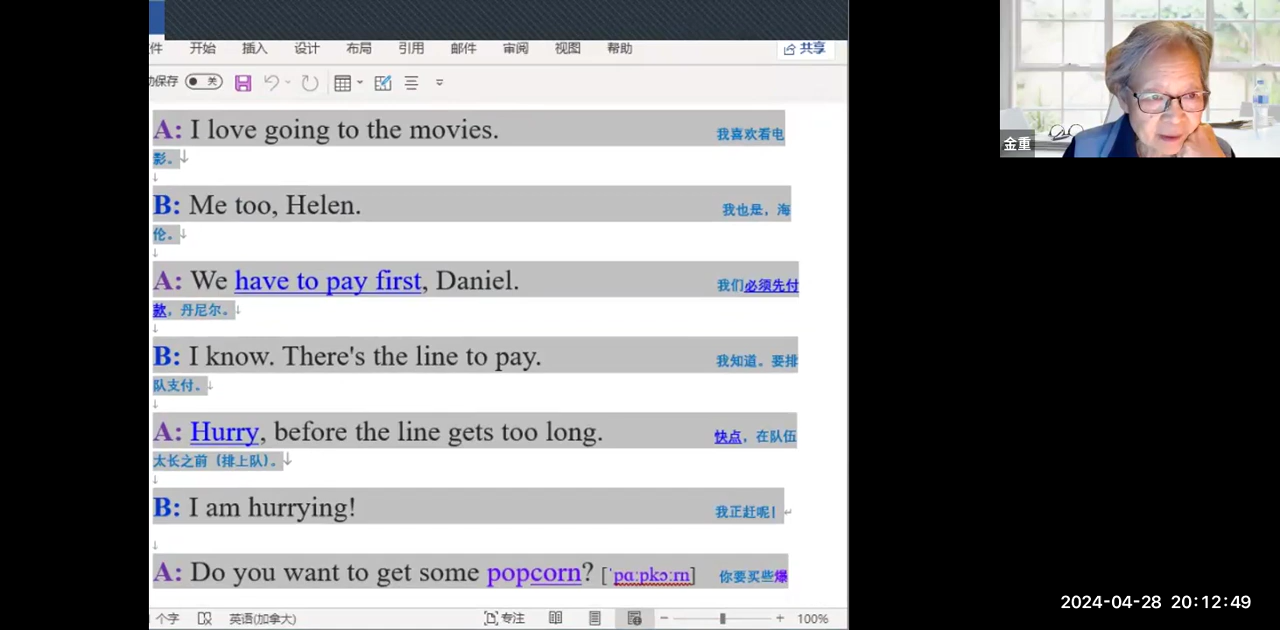 件 开始 插入 设计 布局 引用 邮件 审阅 视图 帮助 共享
动保存 关
A: I love going to the movies. 我喜欢看电
影。
B: Me too, Helen. 我也是，海
伦。
A: We have to pay first, Daniel. 我们必须先付
款，丹尼尔。
B: I know. There's the line to pay. 我知道。要排
队支付。
A: Hurry, before the line gets too long. 快点，在队伍
太长之前（排上队）。
B: I am hurrying! 我正赶呢！
A: Do you want to get some popcorn? [ˈpɑːpkɔːrn] 你要买些爆
个字 英语(加拿大) 专注 100%
金重
2024-04-28 20:12:49